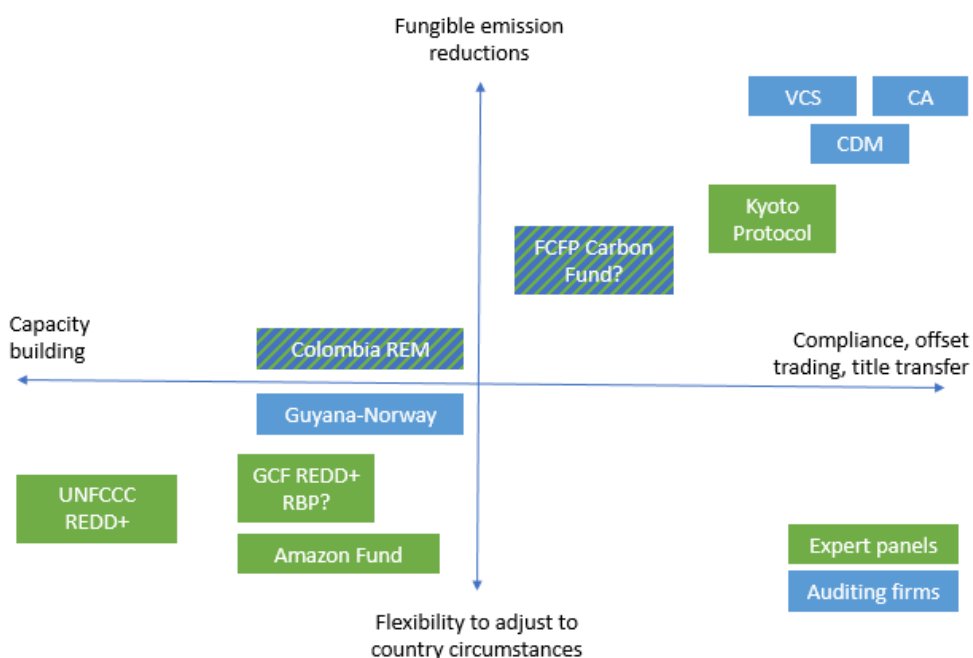 Fungible emission
reductions
VCS
CA
CDM
Kyoto
Protocol
FCFP Carbon
Fund?
Capacity
building
Colombia REM
Compliance, offset
trading, title transfer
Guyana-Norway
UNFCCC
REDD+
GCF REDD+
RBP?
Amazon Fund
Expert panels
Auditing firms
Flexibility to adjust to
country circumstances